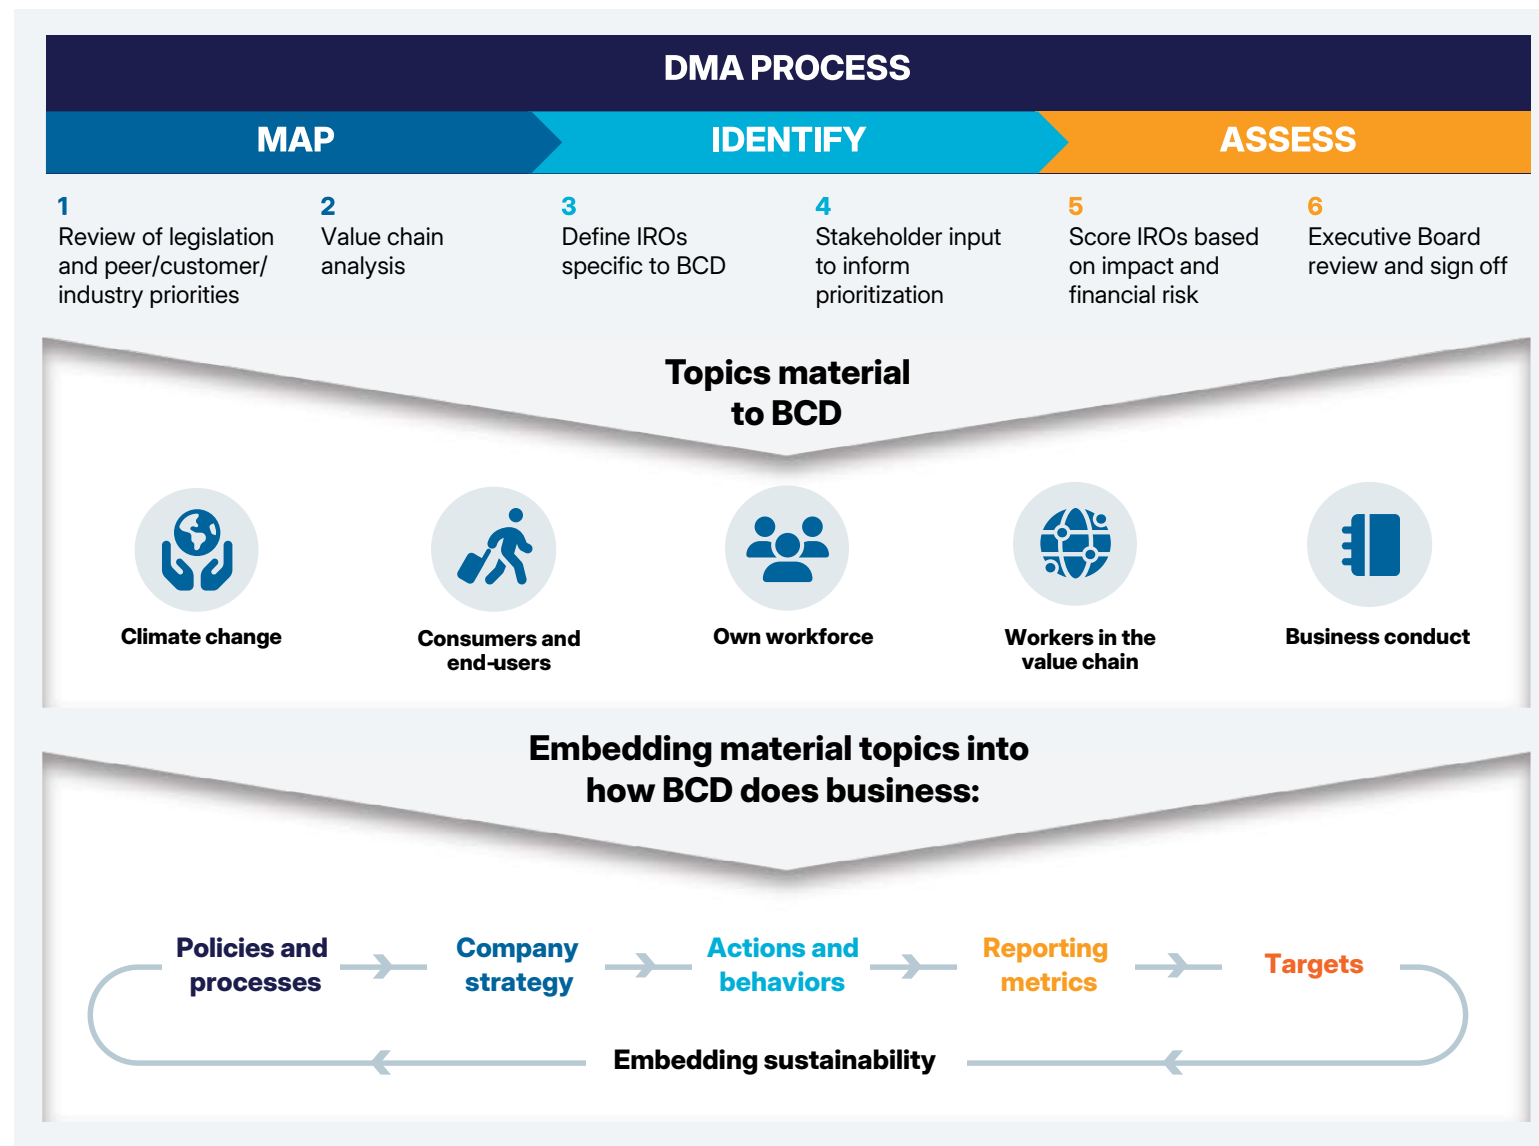 DMA PROCESS
MAP
IDENTIFY
ASSESS
1
Review of legislation
and peer/customer/
industry priorities
2
Value chain
analysis
3
Define IROs
specific to BCD
4
Stakeholder input
to inform
prioritization
5
Score IROs based
on impact and
financial risk
6
Executive Board
review and sign off
Topics material
to BCD
Climate change
Consumers and
end-users
Own workforce
Workers in the
value chain
Business conduct
Embedding material topics into
how BCD does business:
Policies and
processes
Company
strategy
Actions and
behaviors
Reporting
metrics
Targets
Embedding sustainability